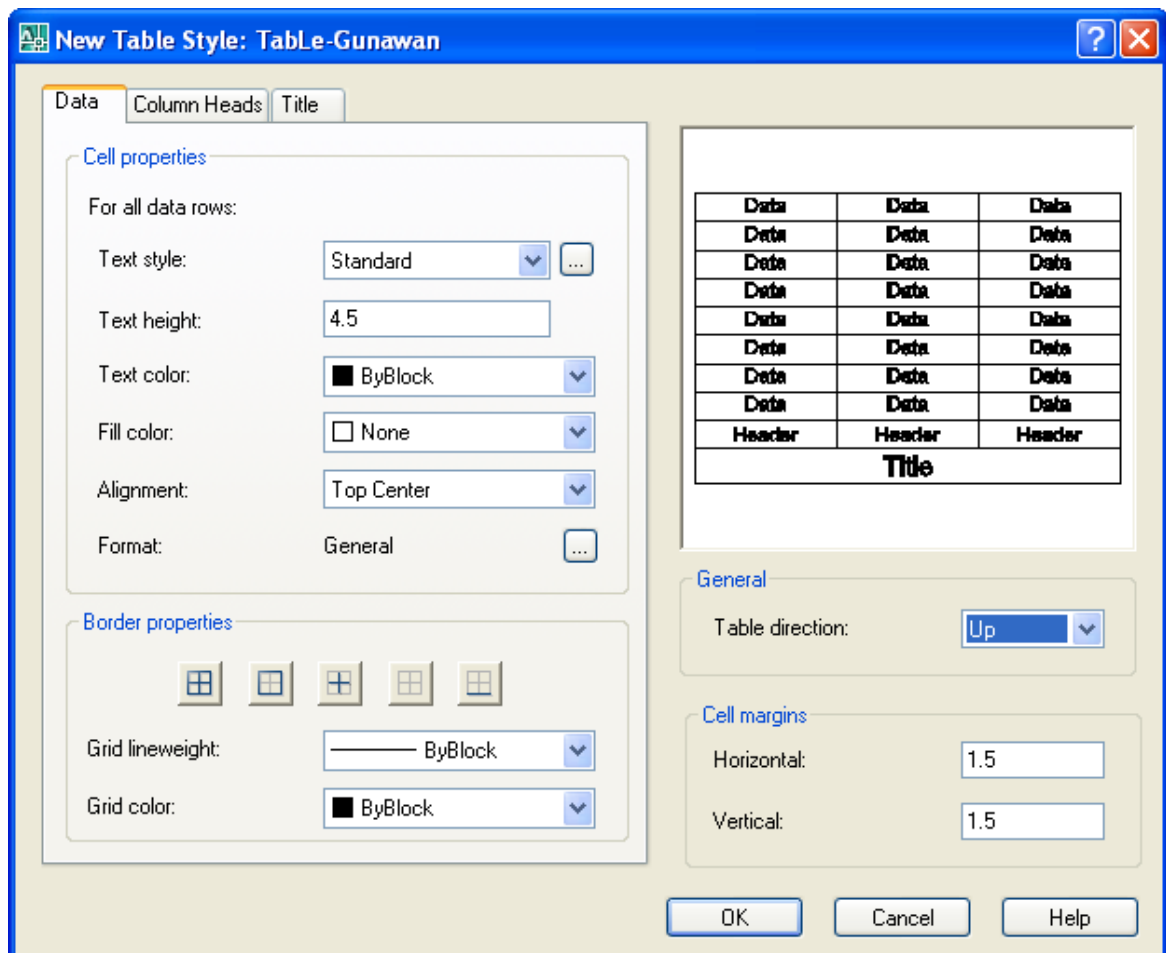 New Table Style: TabLe-Gunawan
Data Column Heads Title
Cell properties
For all data rows:
Text style: Standard ...
Text height: 4.5
Text color: ByBlock
Fill color: None
Alignment: Top Center
Format: General ...
Border properties
Grid lineweight: ByBlock
Grid color: ByBlock
Data Data Data
Data Data Data
Data Data Data
Data Data Data
Data Data Data
Data Data Data
Data Data Data
Data Data Data
Header Header Header
Title
General
Table direction: Up
Cell margins
Horizontal: 1.5
Vertical: 1.5
OK Cancel Help